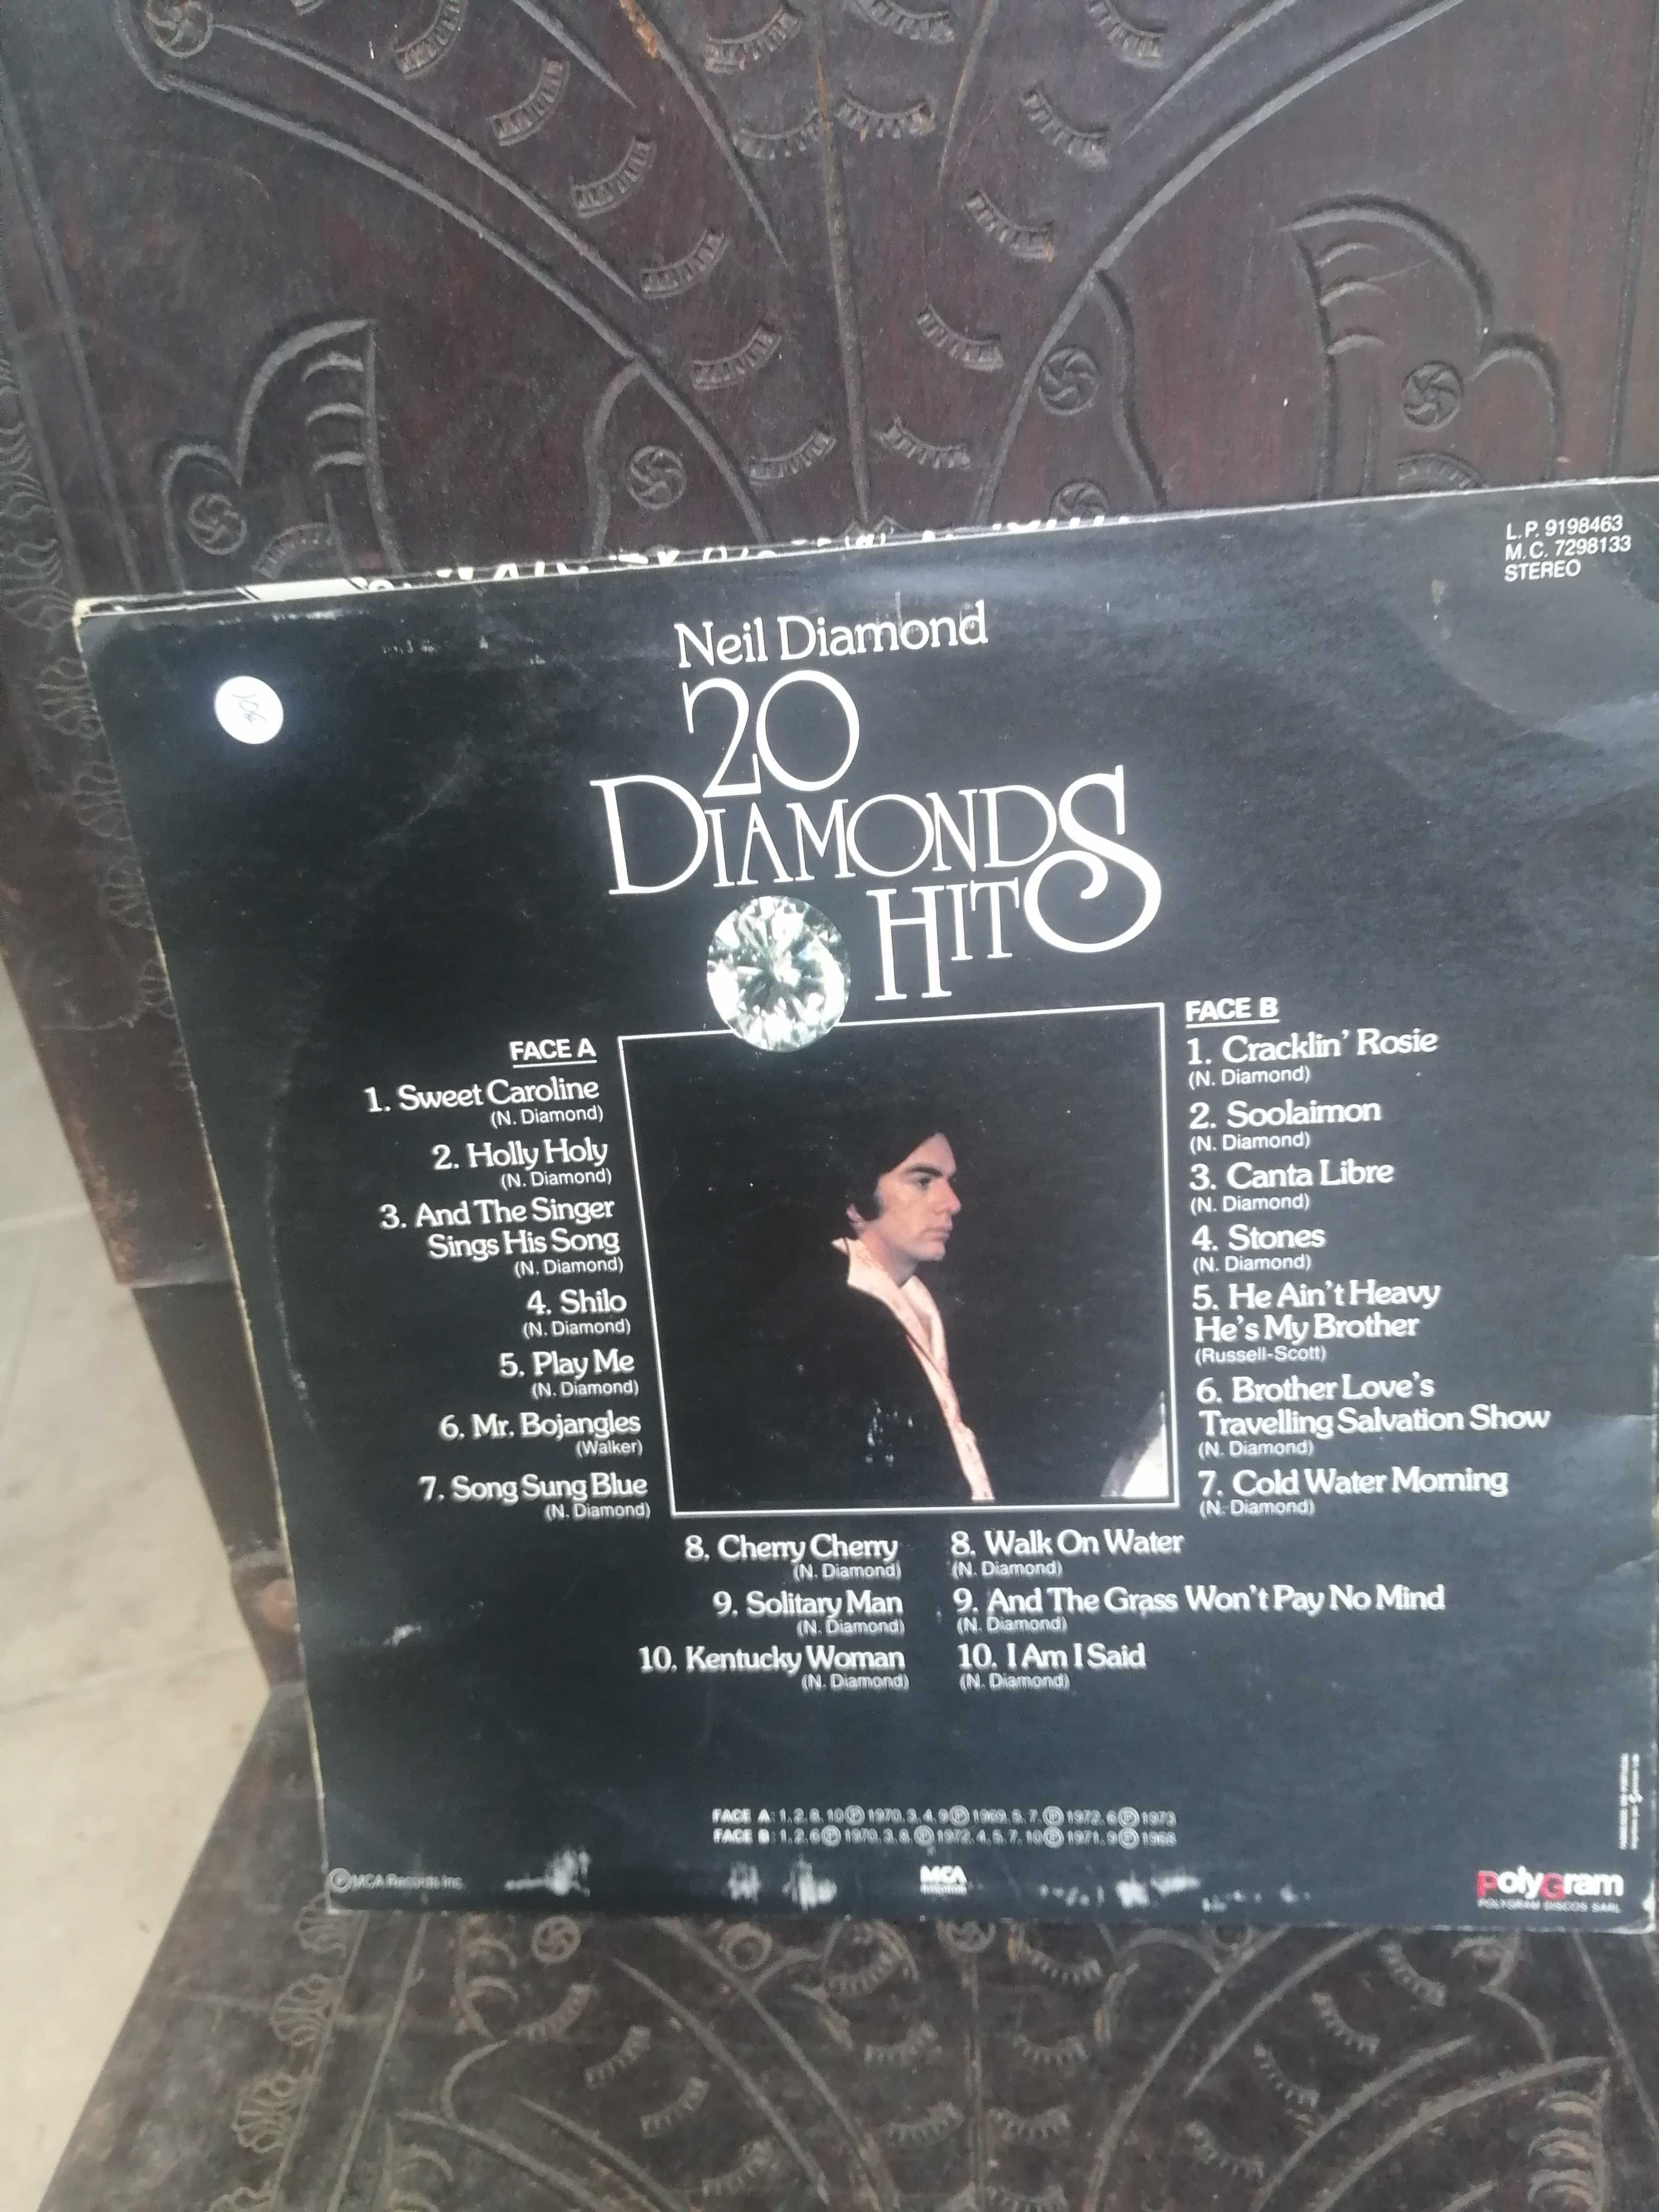 L.P. 9198463
M.C. 7298133
STEREO
Neil Diamond
20
DIAMONDS
HITS
FACE A
1. Sweet Caroline
(N. Diamond)
2. Holly Holy
(N. Diamond)
3. And The Singer
Sings His Song
(N. Diamond)
4. Shilo
(N. Diamond)
5. Play Me
(N. Diamond)
6. Mr. Bojangles
(Walker)
7. Song Sung Blue
(N. Diamond)
8. Cherry Cherry
(N. Diamond)
9. Solitary Man
(N. Diamond)
10. Kentucky Woman
(N. Diamond)
FACE B
1. Cracklin' Rosie
(N. Diamond)
2. Soolaimon
(N. Diamond)
3. Canta Libre
(N. Diamond)
4. Stones
(N. Diamond)
5. He Ain't Heavy
He's My Brother
(Russell-Scott)
6. Brother Love's
Travelling Salvation Show
(N. Diamond)
7. Cold Water Morning
(N. Diamond)
8. Walk On Water
(N. Diamond)
9. And The Grass Won't Pay No Mind
(N. Diamond)
10. I Am I Said
(N. Diamond)
FACE A: 1, 2, 8, 10 Ⓟ 1970, 3, 4, 9 Ⓟ 1969, 5, 7, Ⓟ 1972, 6 Ⓟ 1973
FACE B: 1, 2, 6 Ⓟ 1970, 3, 8, Ⓟ 1972, 4, 5, 7, 10 Ⓟ 1971, 9 Ⓟ
Ⓟ MCA Records Inc.
MCA
PolyGram
POLYGRAM DISCOS SARL